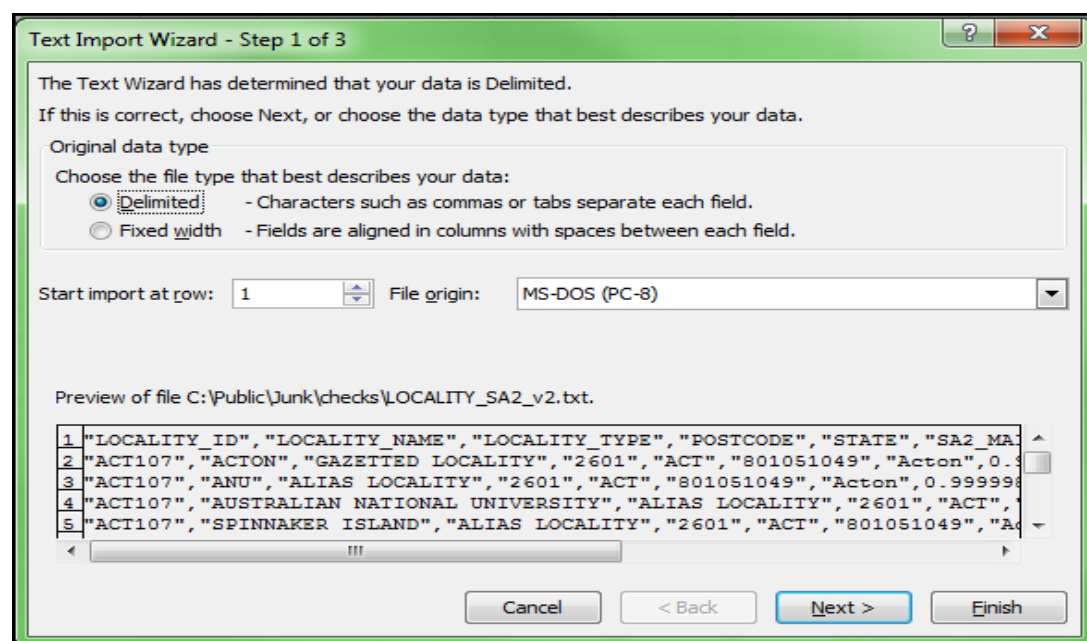 Text Import Wizard - Step 1 of 3
The Text Wizard has determined that your data is Delimited.
If this is correct, choose Next, or choose the data type that best describes your data.
Original data type
Choose the file type that best describes your data:
Delimited - Characters such as commas or tabs separate each field.
Fixed width - Fields are aligned in columns with spaces between each field.
Start import at row: 1 File origin: MS-DOS (PC-8)
Preview of file C:\Public\Junk\checks\LOCALITY_SA2_v2.txt.
1 "LOCALITY_ID","LOCALITY_NAME","LOCALITY_TYPE","POSTCODE","STATE","SA2_MAI
2 "ACT107","ACTON","GAZETTED LOCALITY","2601","ACT","801051049","Acton",0.9
3 "ACT107","ANU","ALIAS LOCALITY","2601","ACT","801051049","Acton",0.999998
4 "ACT107","AUSTRALIAN NATIONAL UNIVERSITY","ALIAS LOCALITY","2601","ACT","
5 "ACT107","SPINNAKER ISLAND","ALIAS LOCALITY","2601","ACT","801051049","Ac
Cancel < Back Next > Finish